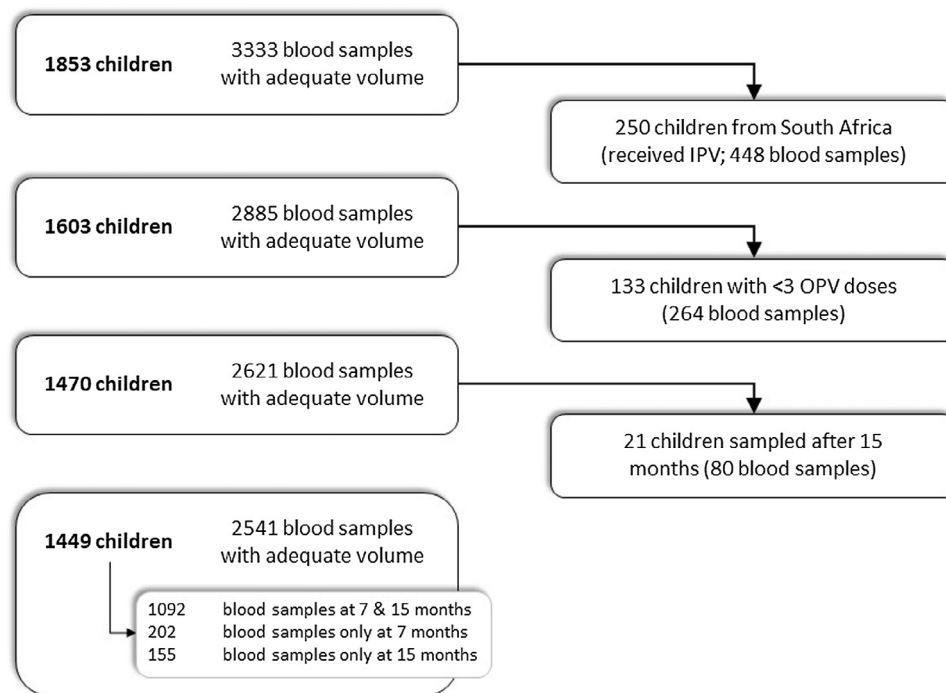 1853 children
3333 blood samples
with adequate volume
250 children from South Africa
(received IPV; 448 blood samples)
1603 children
2885 blood samples
with adequate volume
133 children with <3 OPV doses
(264 blood samples)
1470 children
2621 blood samples
with adequate volume
21 children sampled after 15
months (80 blood samples)
1449 children
2541 blood samples
with adequate volume
1092 blood samples at 7 & 15 months
202 blood samples only at 7 months
155 blood samples only at 15 months